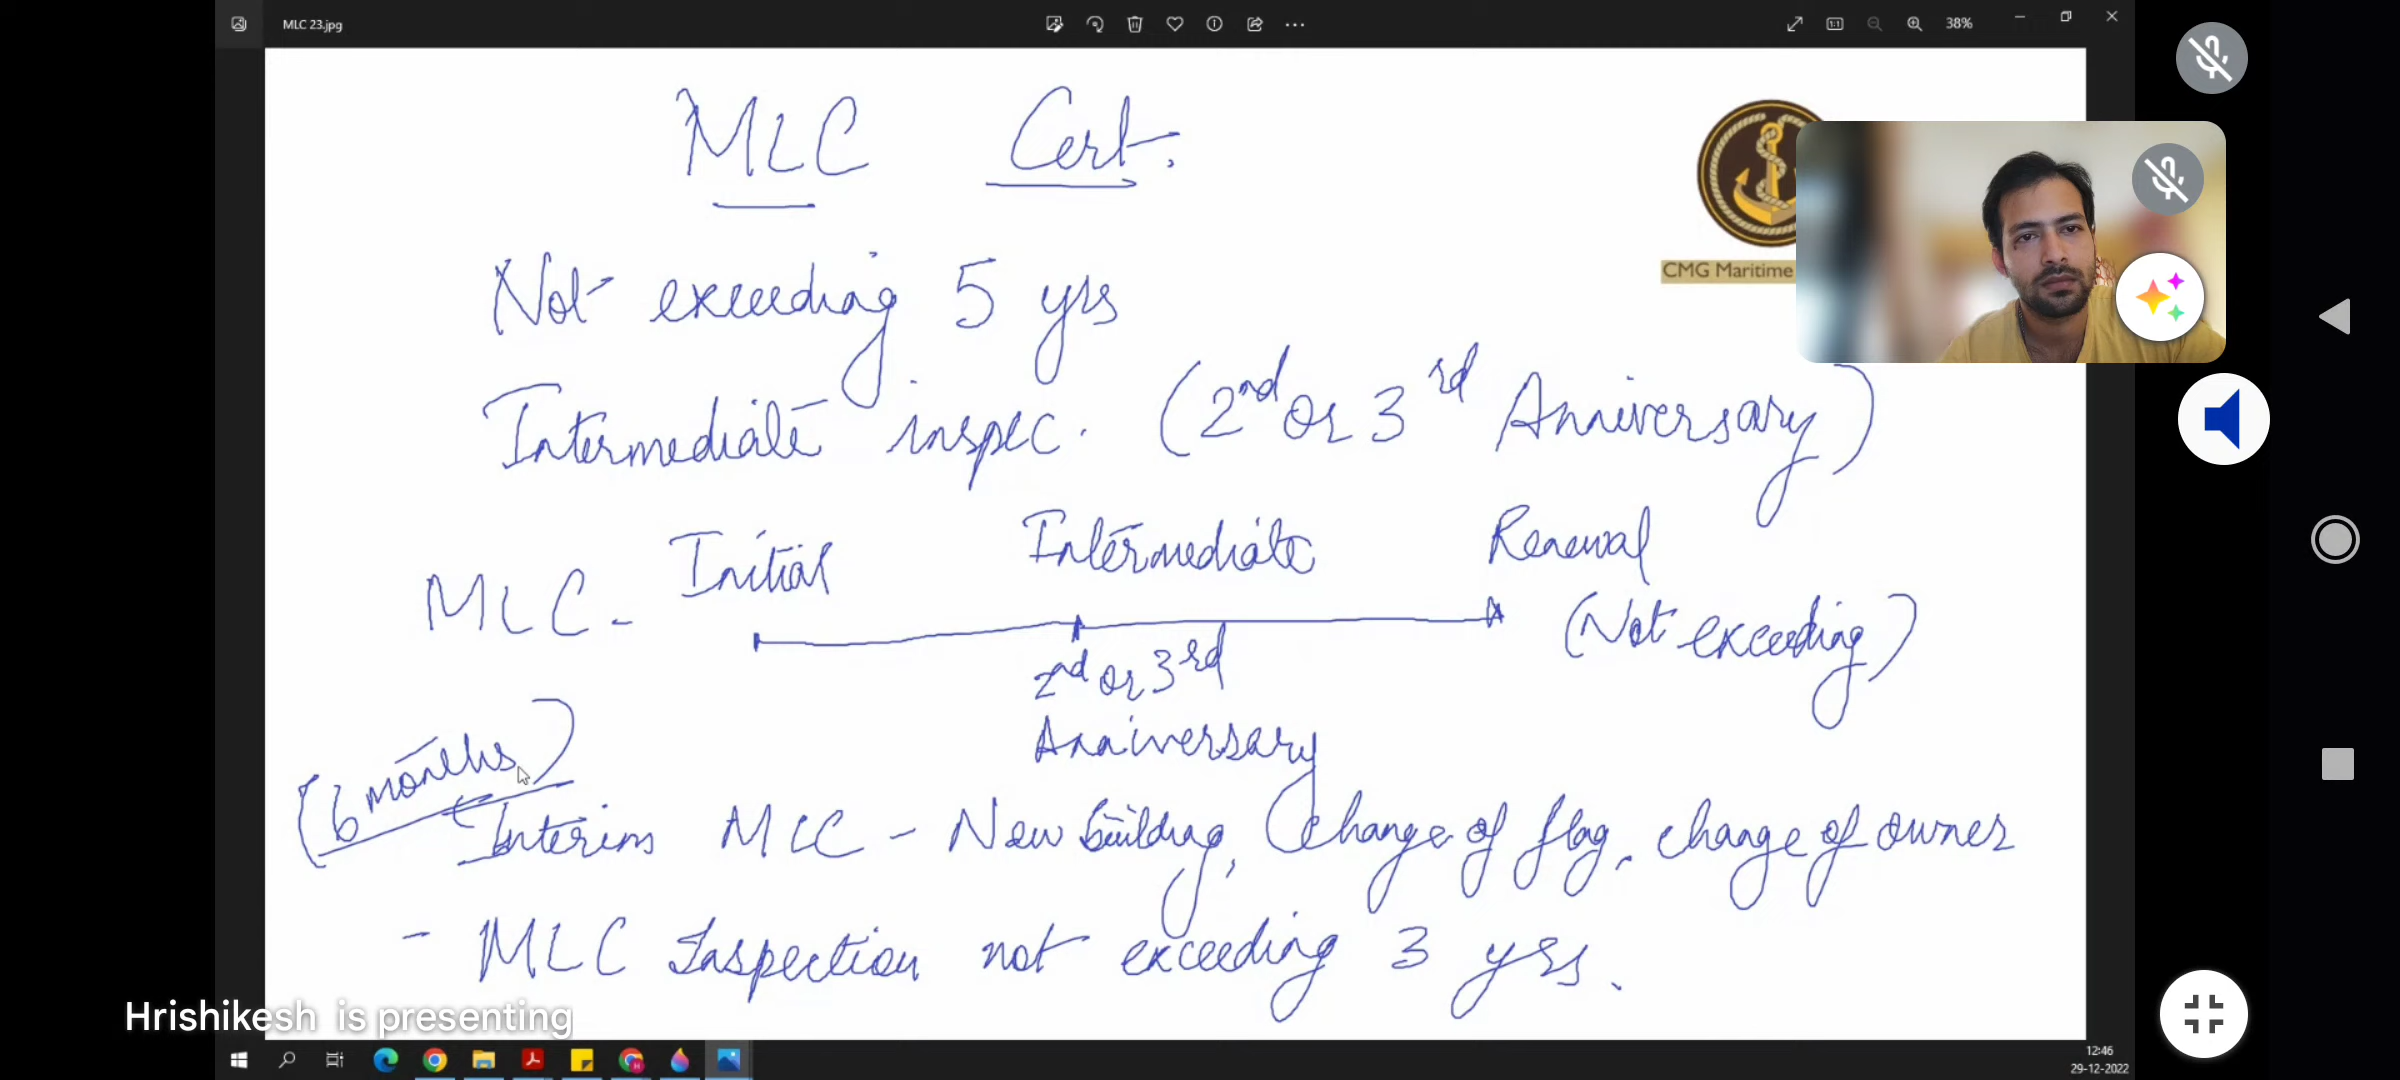 MLC 23.jpg
38%
MLC Cert.
CMG Maritime
Not exceeding 5 yrs
Intermediate inspec. (2nd or 3rd Anniversary)
MLC - Initial Intermediate Renewal
(Not exceeding)
2nd or 3rd
Anniversary
(6 months)
Interim MLC - New building, Change of flag, change of owner
- MLC Inspection not exceeding 3 yrs.
Hrishikesh is presenting
12:46
29-12-2022